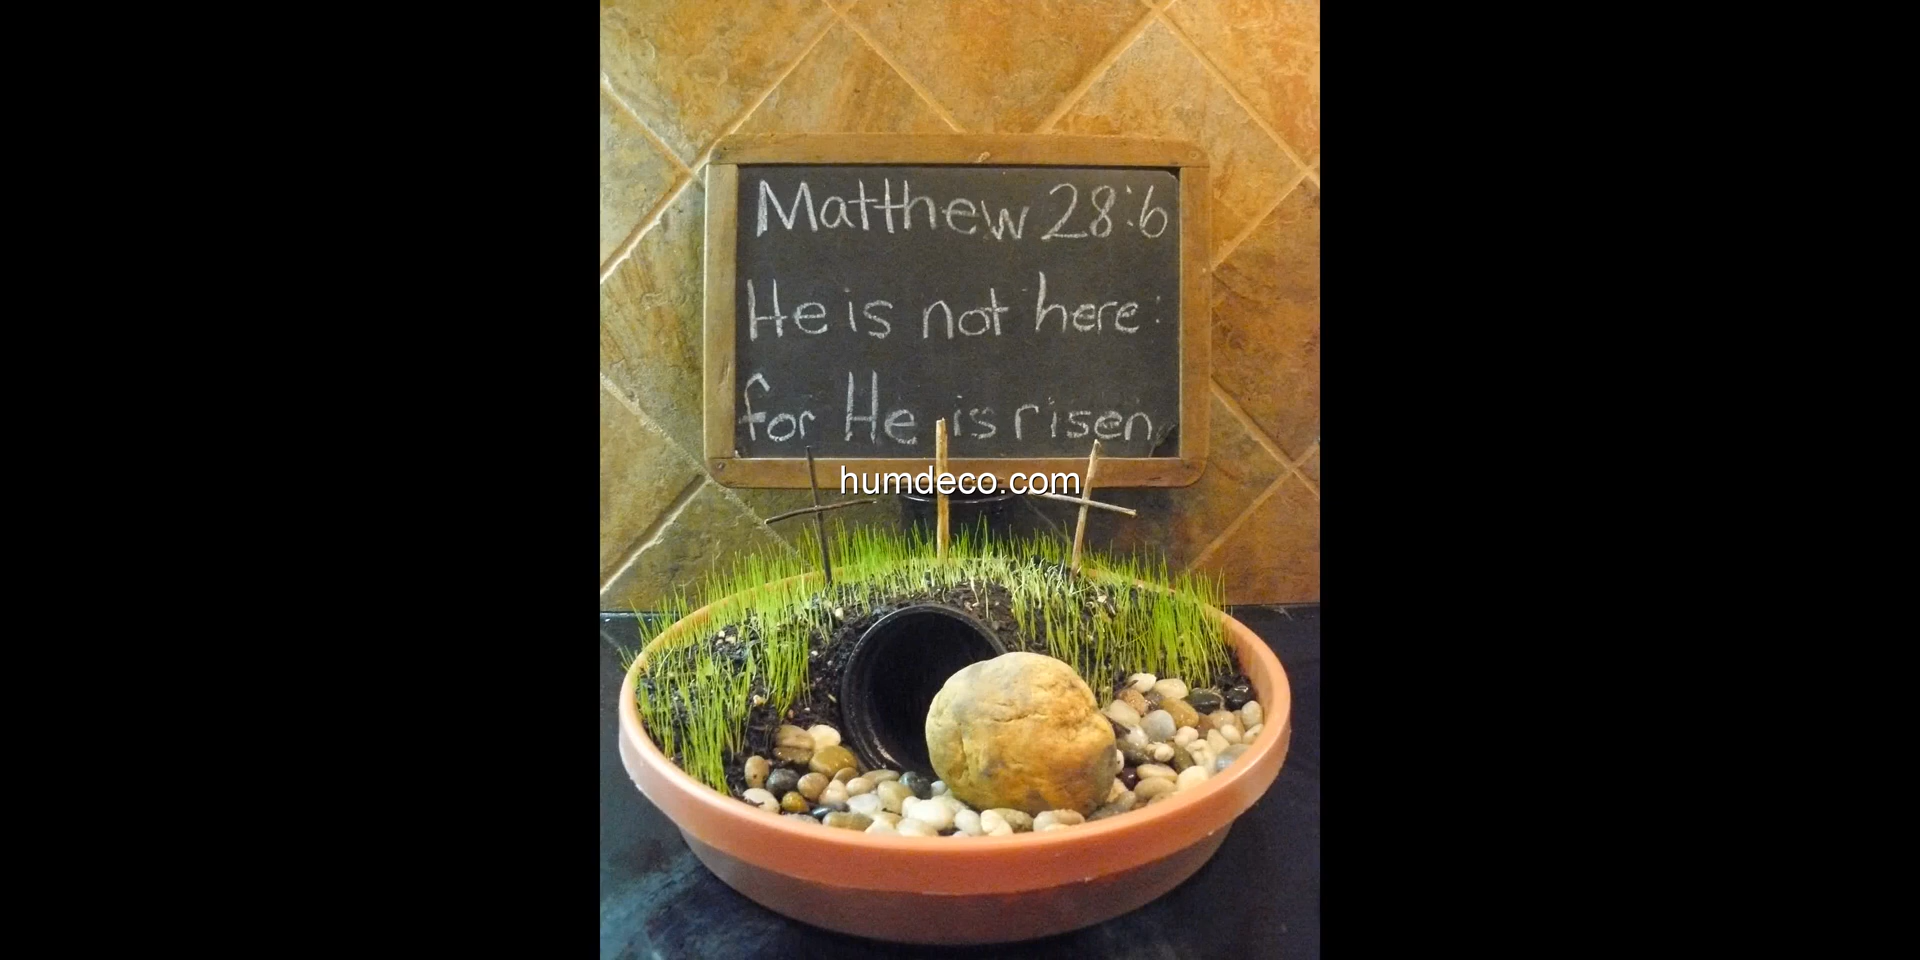 Matthew 28:6
He is not here:
for He is risen
humdeco.com